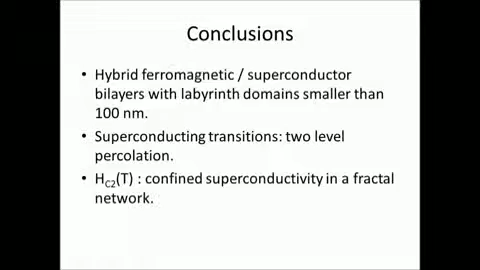 Conclusions
• Hybrid ferromagnetic / superconductor
bilayers with labyrinth domains smaller than
100 nm.
• Superconducting transitions: two level
percolation.
• HC2(T) : confined superconductivity in a fractal
network.